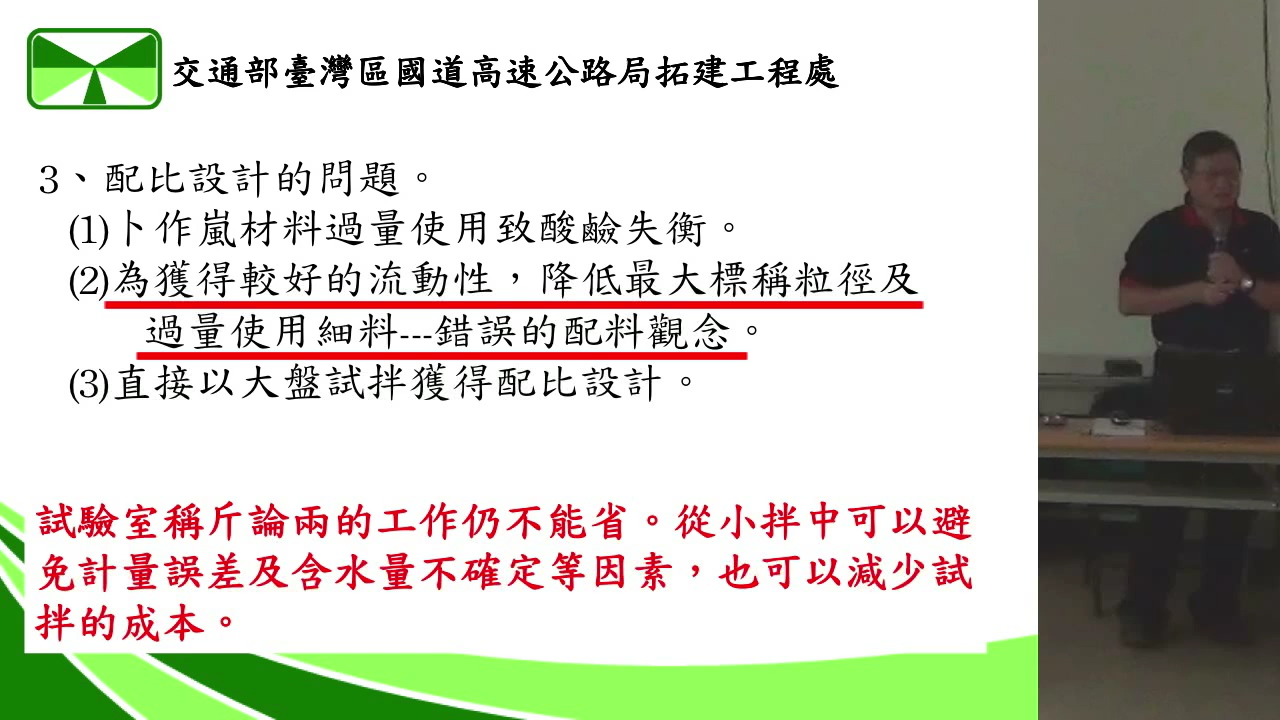 交通部臺灣區國道高速公路局拓建工程處
3、配比設計的問題。
(1)卜作嵐材料過量使用致酸鹼失衡。
(2)為獲得較好的流動性，降低最大標稱粒徑及
過量使用細料---錯誤的配料觀念。
(3)直接以大盤試拌獲得配比設計。
試驗室稱斤論兩的工作仍不能省。從小拌中可以避
免計量誤差及含水量不確定等因素，也可以減少試
拌的成本。